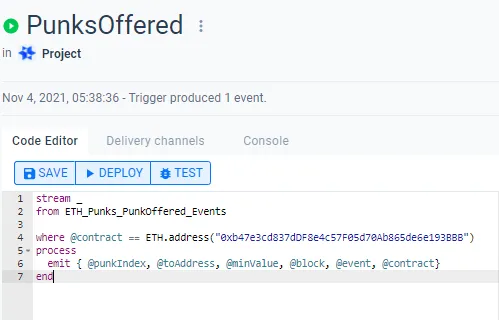 PunksOffered
in Project
Nov 4, 2021, 05:38:36 - Trigger produced 1 event.
Code Editor Delivery channels Console
SAVE DEPLOY TEST
1 stream _
2 from ETH_Punks_PunkOffered_Events
3
4 where @contract == ETH.address("0xb47e3cd837dDF8e4c57F05d70Ab865de6e193BBB")
5 process
6 emit { @punkIndex, @toAddress, @minValue, @block, @event, @contract}
7 end